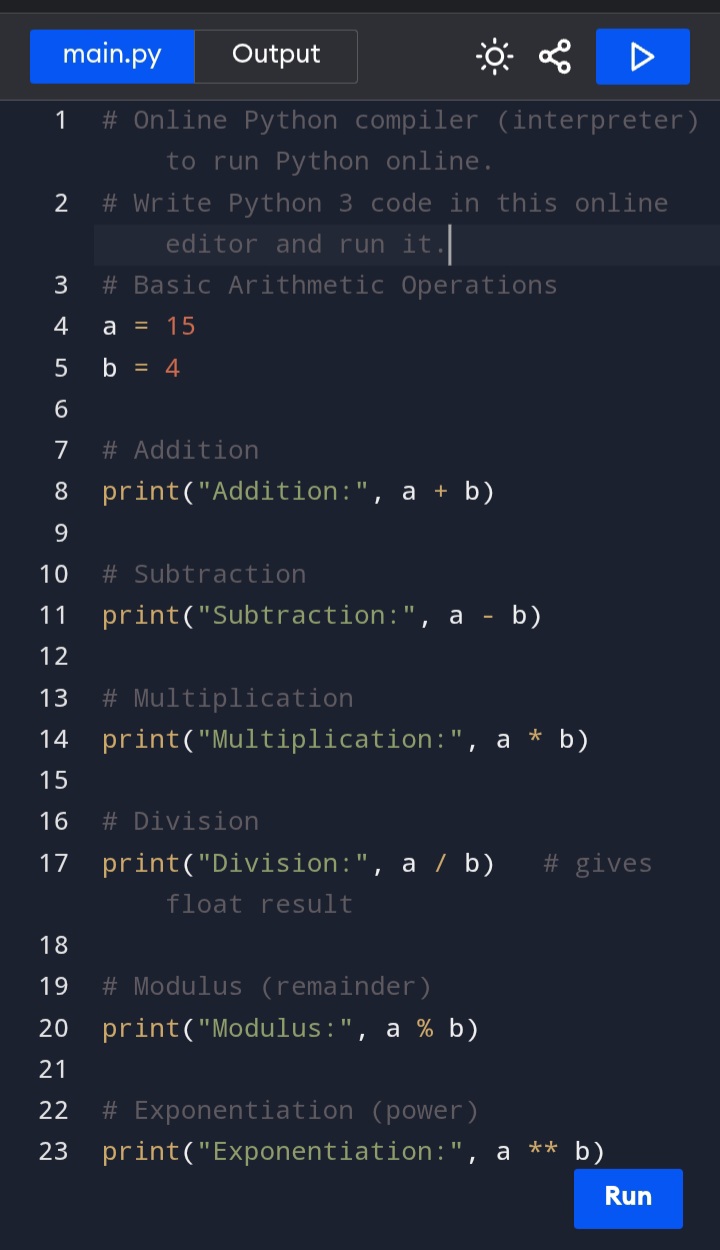 main.py Output
1 # Online Python compiler (interpreter)
to run Python online.
2 # Write Python 3 code in this online
editor and run it.
3 # Basic Arithmetic Operations
4 a = 15
5 b = 4
6
7 # Addition
8 print("Addition:", a + b)
9
10 # Subtraction
11 print("Subtraction:", a - b)
12
13 # Multiplication
14 print("Multiplication:", a * b)
15
16 # Division
17 print("Division:", a / b)   # gives
float result
18
19 # Modulus (remainder)
20 print("Modulus:", a % b)
21
22 # Exponentiation (power)
23 print("Exponentiation:", a ** b)
Run